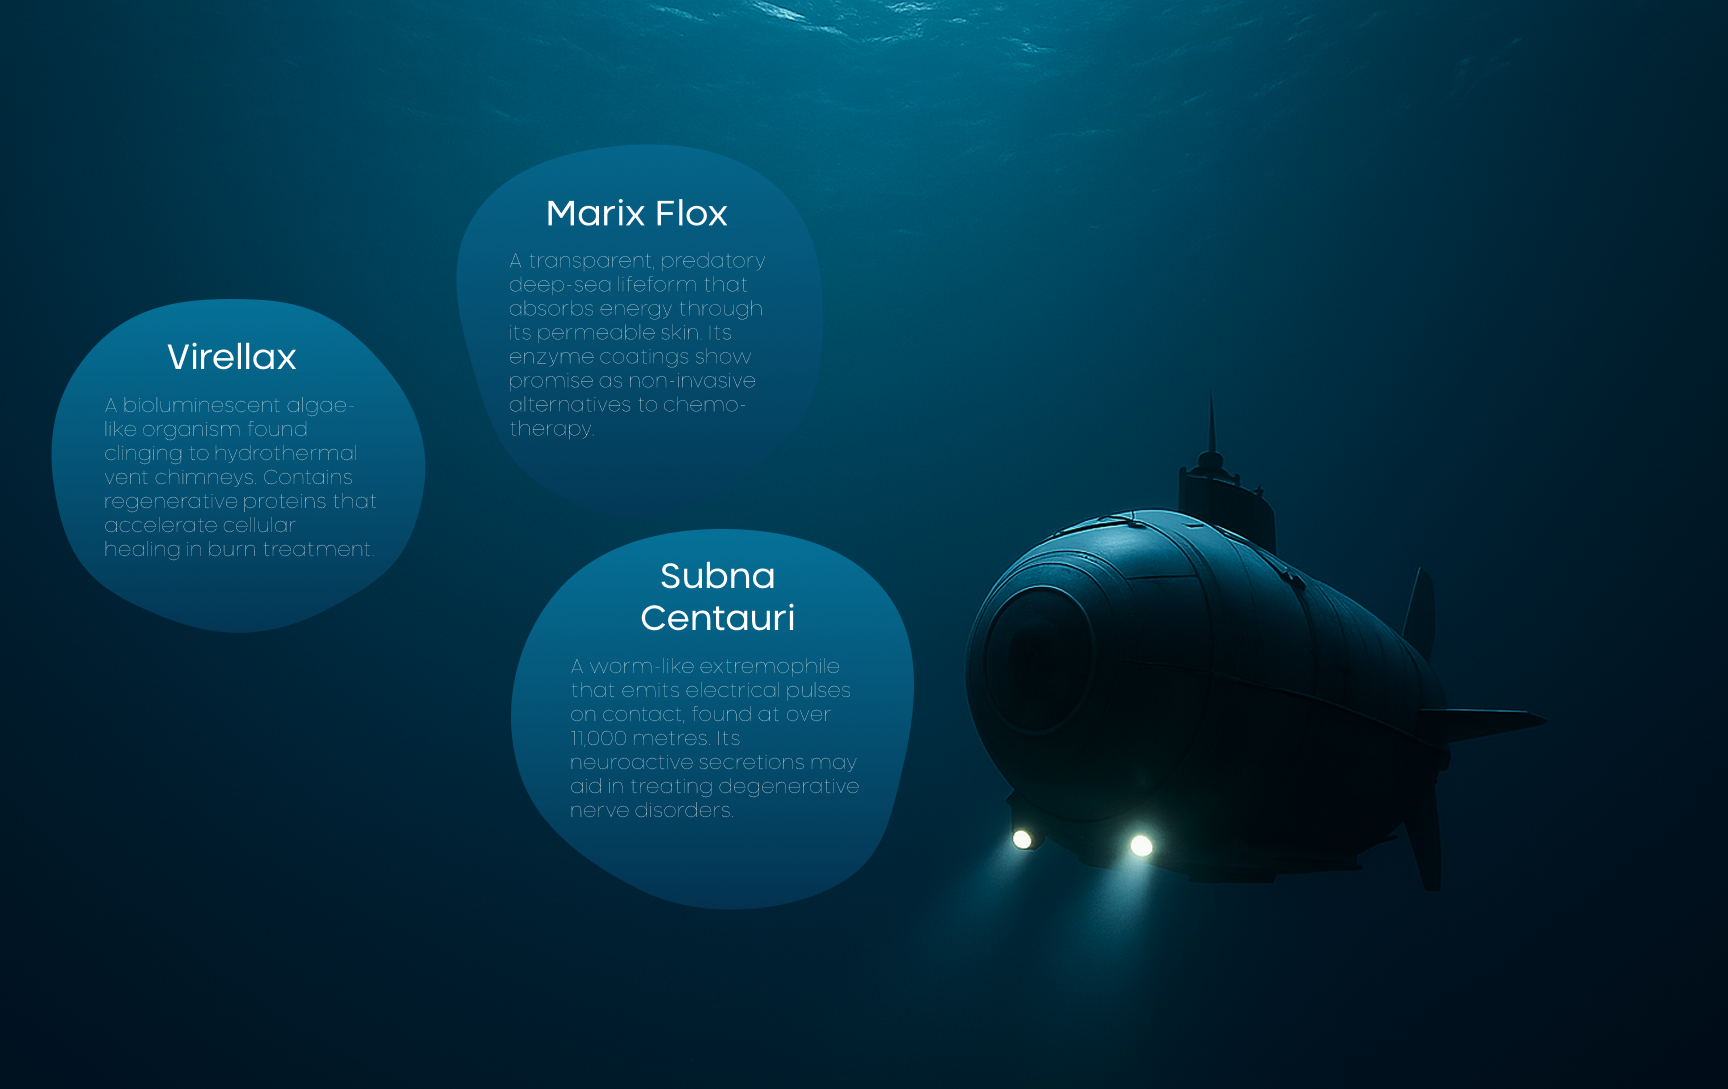 Marix Flox
A transparent, predatory
deep-sea lifeform that
absorbs energy through
its permeable skin. Its
enzyme coatings show
promise as non-invasive
alternatives to chemo-
therapy.
Virellax
A bioluminescent algae-
like organism found
clinging to hydrothermal
vent chimneys. Contains
regenerative proteins that
accelerate cellular
healing in burn treatment.
Subna
Centauri
A worm-like extremophile
that emits electrical pulses
on contact, found at over
11,000 metres. Its
neuroactive secretions may
aid in treating degenerative
nerve disorders.